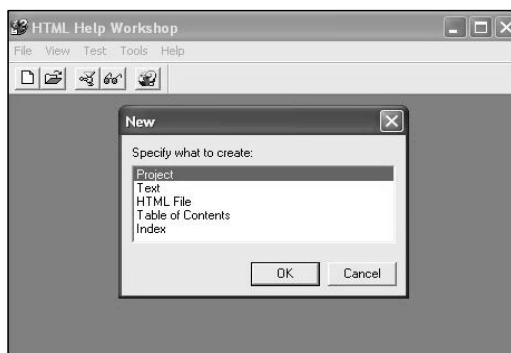 HTML Help Workshop
File View Test Tools Help
New
Specify what to create:
Project
Text
HTML File
Table of Contents
Index
OK Cancel